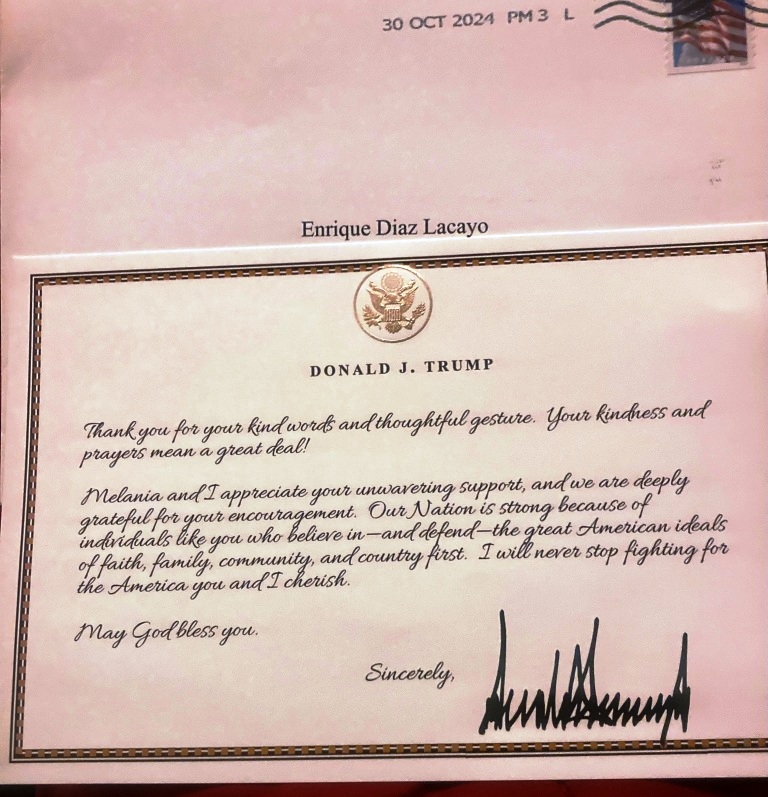 30 OCT 2024 PM 3 L
Enrique Diaz Lacayo
DONALD J. TRUMP
Thank you for your kind words and thoughtful gesture. Your kindness and
prayers mean a great deal!
Melania and I appreciate your unwavering support, and we are deeply
grateful for your encouragement. Our Nation is strong because of
individuals like you who believe in—and defend—the great American ideals
of faith, family, community, and country first. I will never stop fighting for
the America you and I cherish.
May God bless you.
Sincerely,